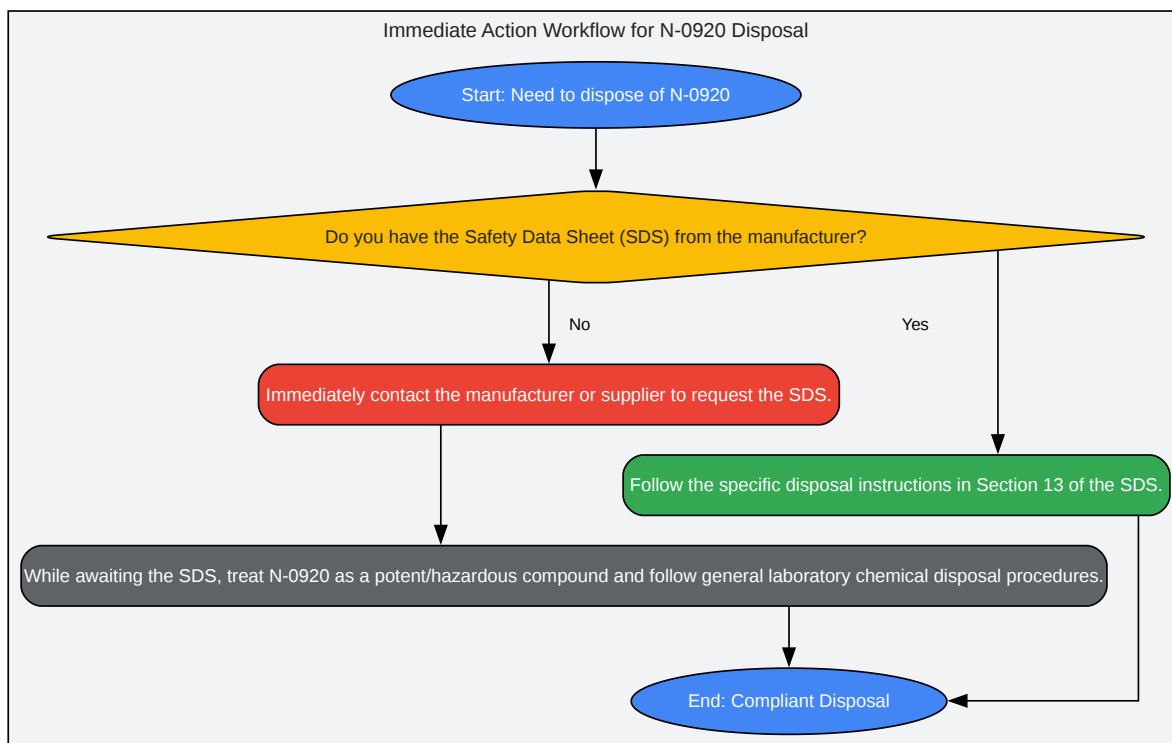 Immediate Action Workflow for N-0920 Disposal
Start: Need to dispose of N-0920
Do you have the Safety Data Sheet (SDS) from the manufacturer?
No
Yes
Immediately contact the manufacturer or supplier to request the SDS.
Follow the specific disposal instructions in Section 13 of the SDS.
While awaiting the SDS, treat N-0920 as a potent/hazardous compound and follow general laboratory chemical disposal procedures.
End: Compliant Disposal